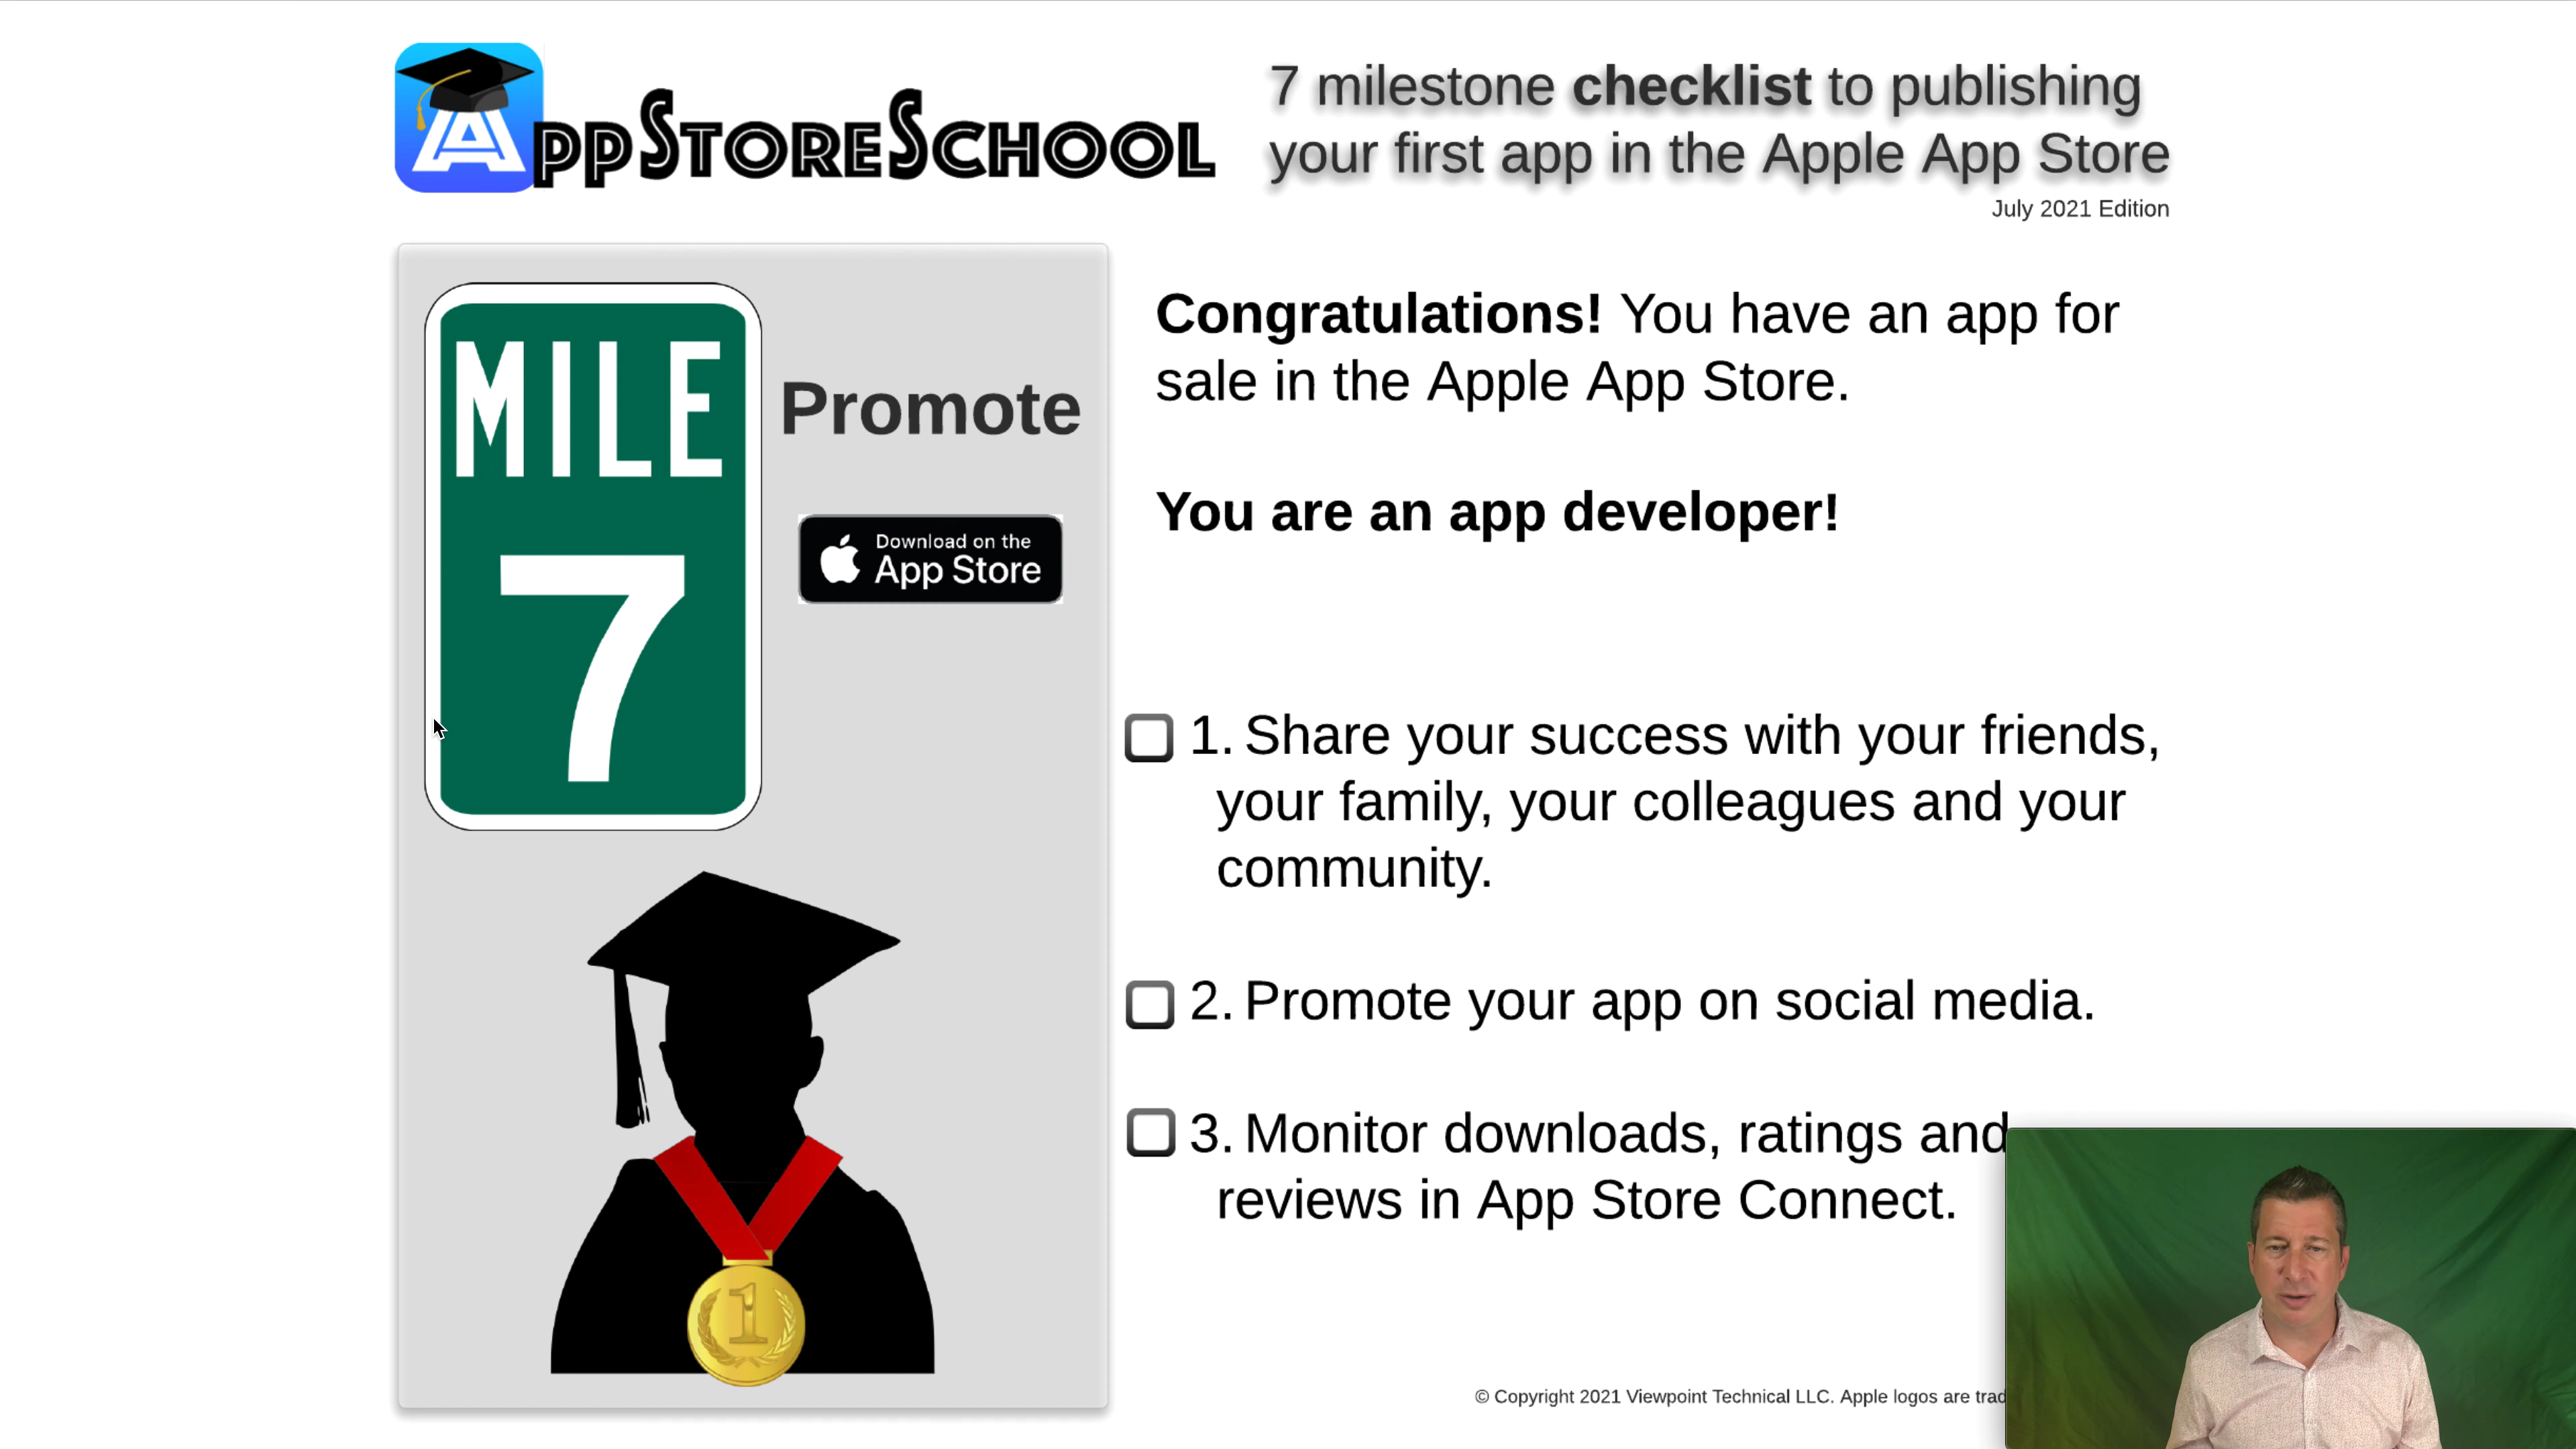 AppStoreSchool
7 milestone checklist to publishing
your first app in the Apple App Store
July 2021 Edition
MILE
7
Promote
Download on the
App Store
1
Congratulations! You have an app for
sale in the Apple App Store.
You are an app developer!
1. Share your success with your friends,
your family, your colleagues and your
community.
2. Promote your app on social media.
3. Monitor downloads, ratings and
reviews in App Store Connect.
© Copyright 2021 Viewpoint Technical LLC. Apple logos are